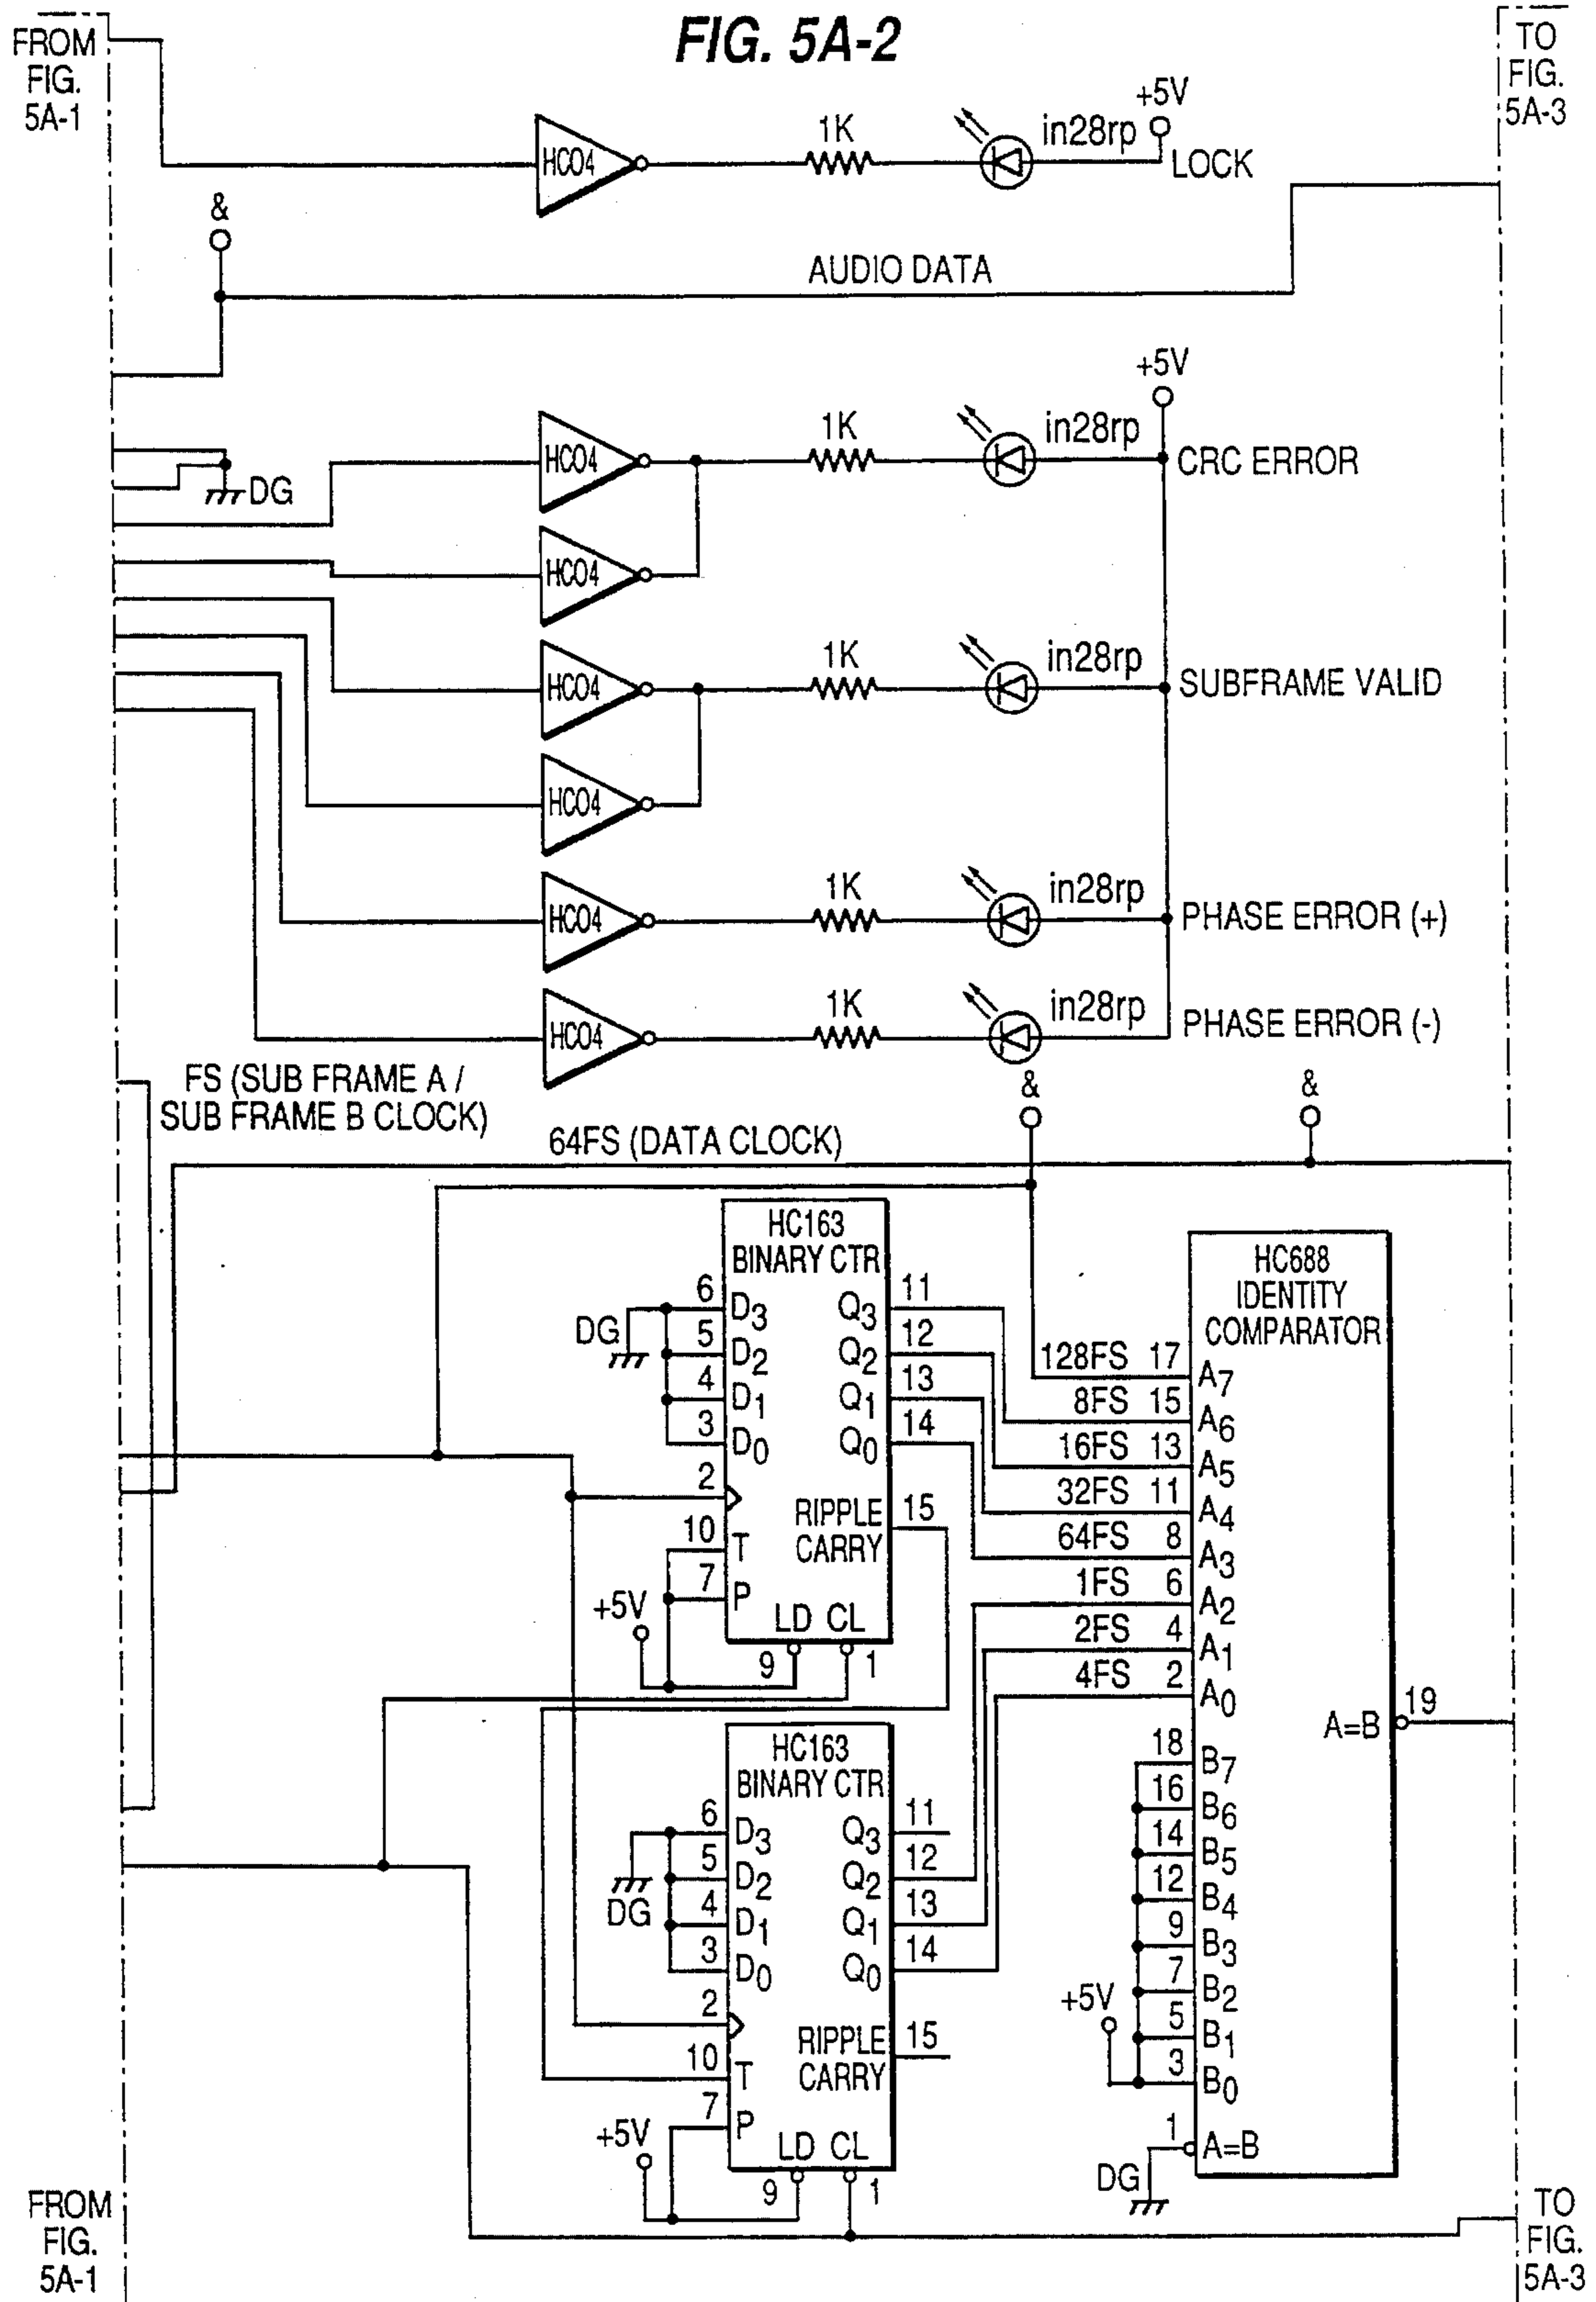 FIG. 5A-2
FROM
FIG.
5A-1
TO
FIG.
5A-3
HC04
1K
in28rp
+5V
LOCK
&
AUDIO DATA
+5V
DG
HC04
1K
in28rp
CRC ERROR
HC04
HC04
1K
in28rp
SUBFRAME VALID
HC04
HC04
1K
in28rp
PHASE ERROR (+)
HC04
1K
in28rp
PHASE ERROR (-)
FS (SUB FRAME A /
SUB FRAME B CLOCK)
64FS (DATA CLOCK)
&
&
HC163
BINARY CTR
DG
6 D3
5 D2
4 D1
3 D0
2
10 T
7 P
+5V
LD CL
9 1
Q3 11
Q2 12
Q1 13
Q0 14
RIPPLE
CARRY
15
HC688
IDENTITY
COMPARATOR
128FS 17 A7
8FS 15 A6
16FS 13 A5
32FS 11 A4
64FS 8 A3
1FS 6 A2
2FS 4 A1
4FS 2 A0
A=B 19
18 B7
16 B6
14 B5
12 B4
9 B3
7 B2
5 B1
3 B0
+5V
1 A=B
DG
HC163
BINARY CTR
6 D3
5 D2
4 D1
3 D0
DG
2
10 T
7 P
+5V
LD CL
9 1
Q3 11
Q2 12
Q1 13
Q0 14
RIPPLE
CARRY
15
FROM
FIG.
5A-1
TO
FIG.
5A-3